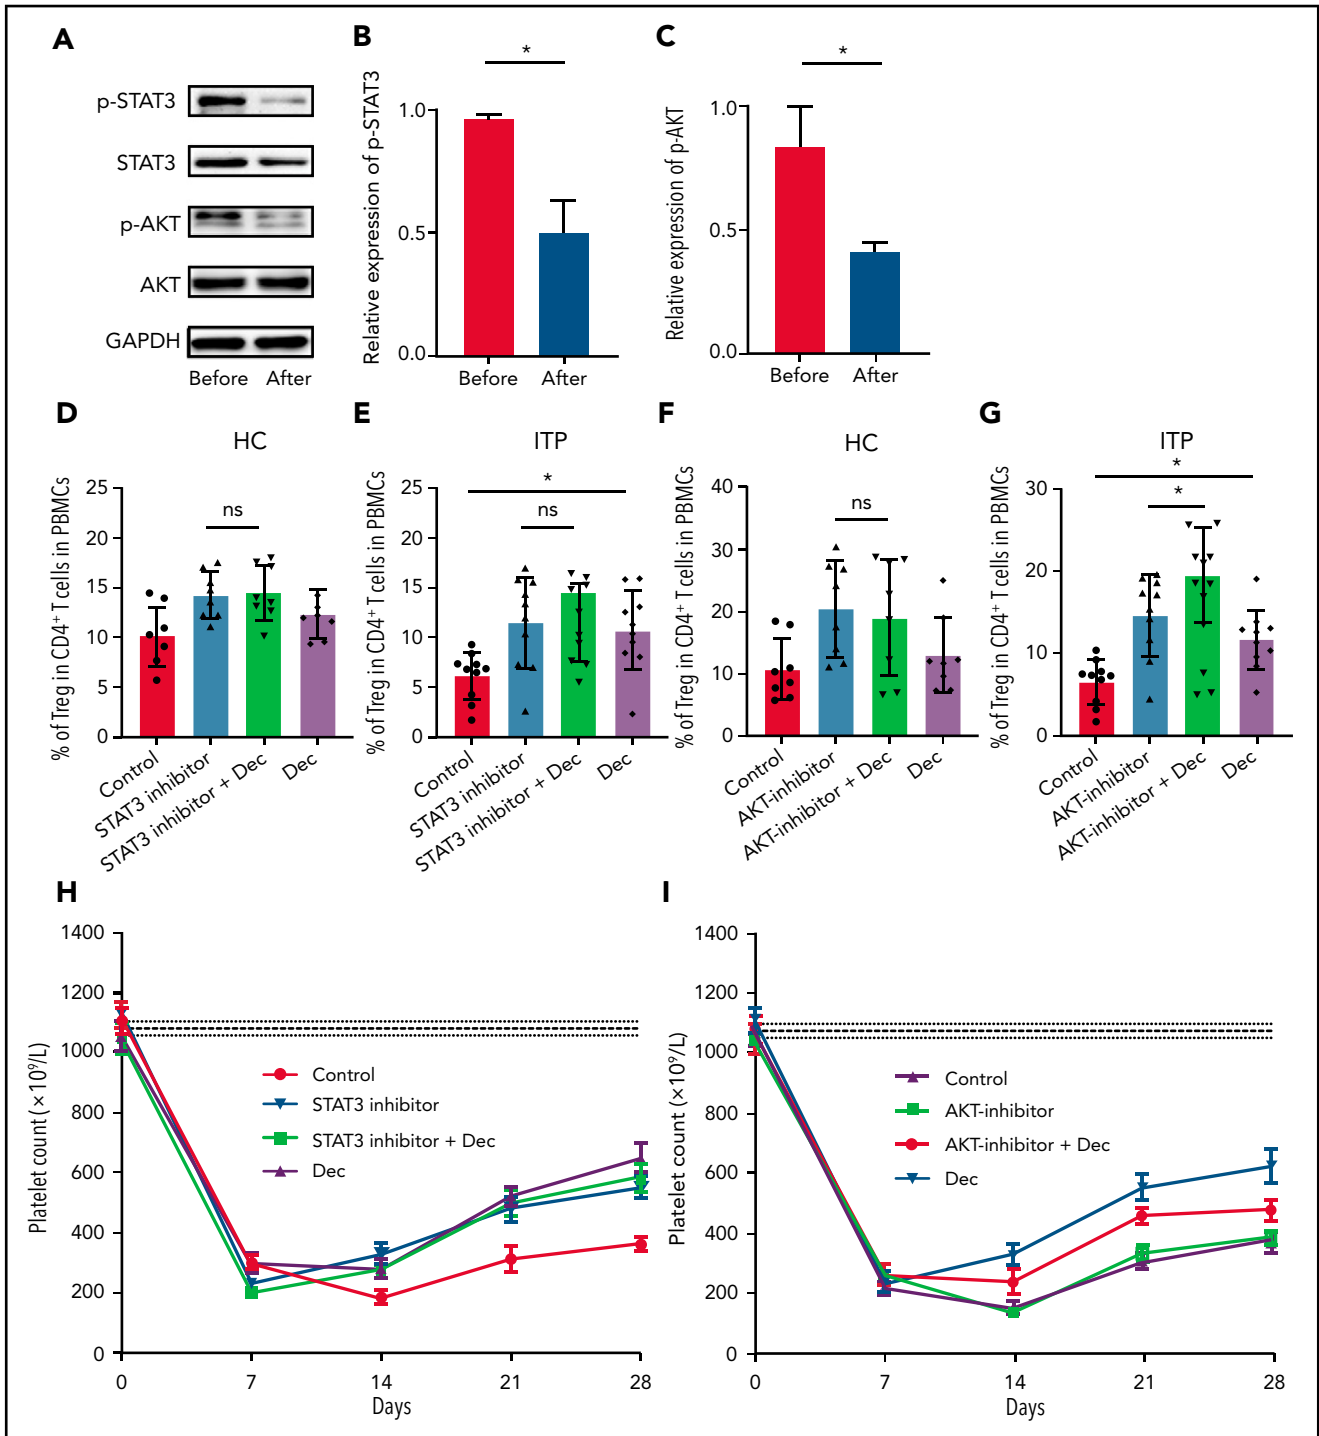 A
p-STAT3
STAT3
p-AKT
AKT
GAPDH
Before After
B
*
Relative expression of p-STAT3
1.0
0.5
0.0
Before After
C
*
Relative expression of p-AKT
1.0
0.5
0.0
Before After
D
HC
% of Treg in CD4⁺ T cells in PBMCs
25
20
15
10
5
0
ns
Control
STAT3 inhibitor
STAT3 inhibitor + Dec
Dec
E
ITP
% of Treg in CD4⁺ T cells in PBMCs
25
20
15
10
5
0
*
ns
Control
STAT3 inhibitor
STAT3 inhibitor + Dec
Dec
F
HC
% of Treg in CD4⁺ T cells in PBMCs
40
30
20
10
0
ns
Control
AKT-inhibitor
AKT-inhibitor + Dec
Dec
G
ITP
% of Treg in CD4⁺ T cells in PBMCs
30
20
10
0
*
*
Control
AKT-inhibitor
AKT-inhibitor + Dec
Dec
H
Platelet count (×10⁹/L)
1400
1200
1000
800
600
400
200
0
Control
STAT3 inhibitor
STAT3 inhibitor + Dec
Dec
0 7 14 21 28
Days
I
Platelet count (×10⁹/L)
1400
1200
1000
800
600
400
200
0
Control
AKT-inhibitor
AKT-inhibitor + Dec
Dec
0 7 14 21 28
Days